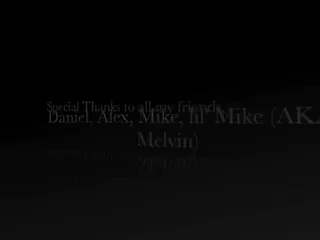 Special Thanks to all my friends
Daniel, Alex, Mike, lil' Mike (AKA
Melvin)